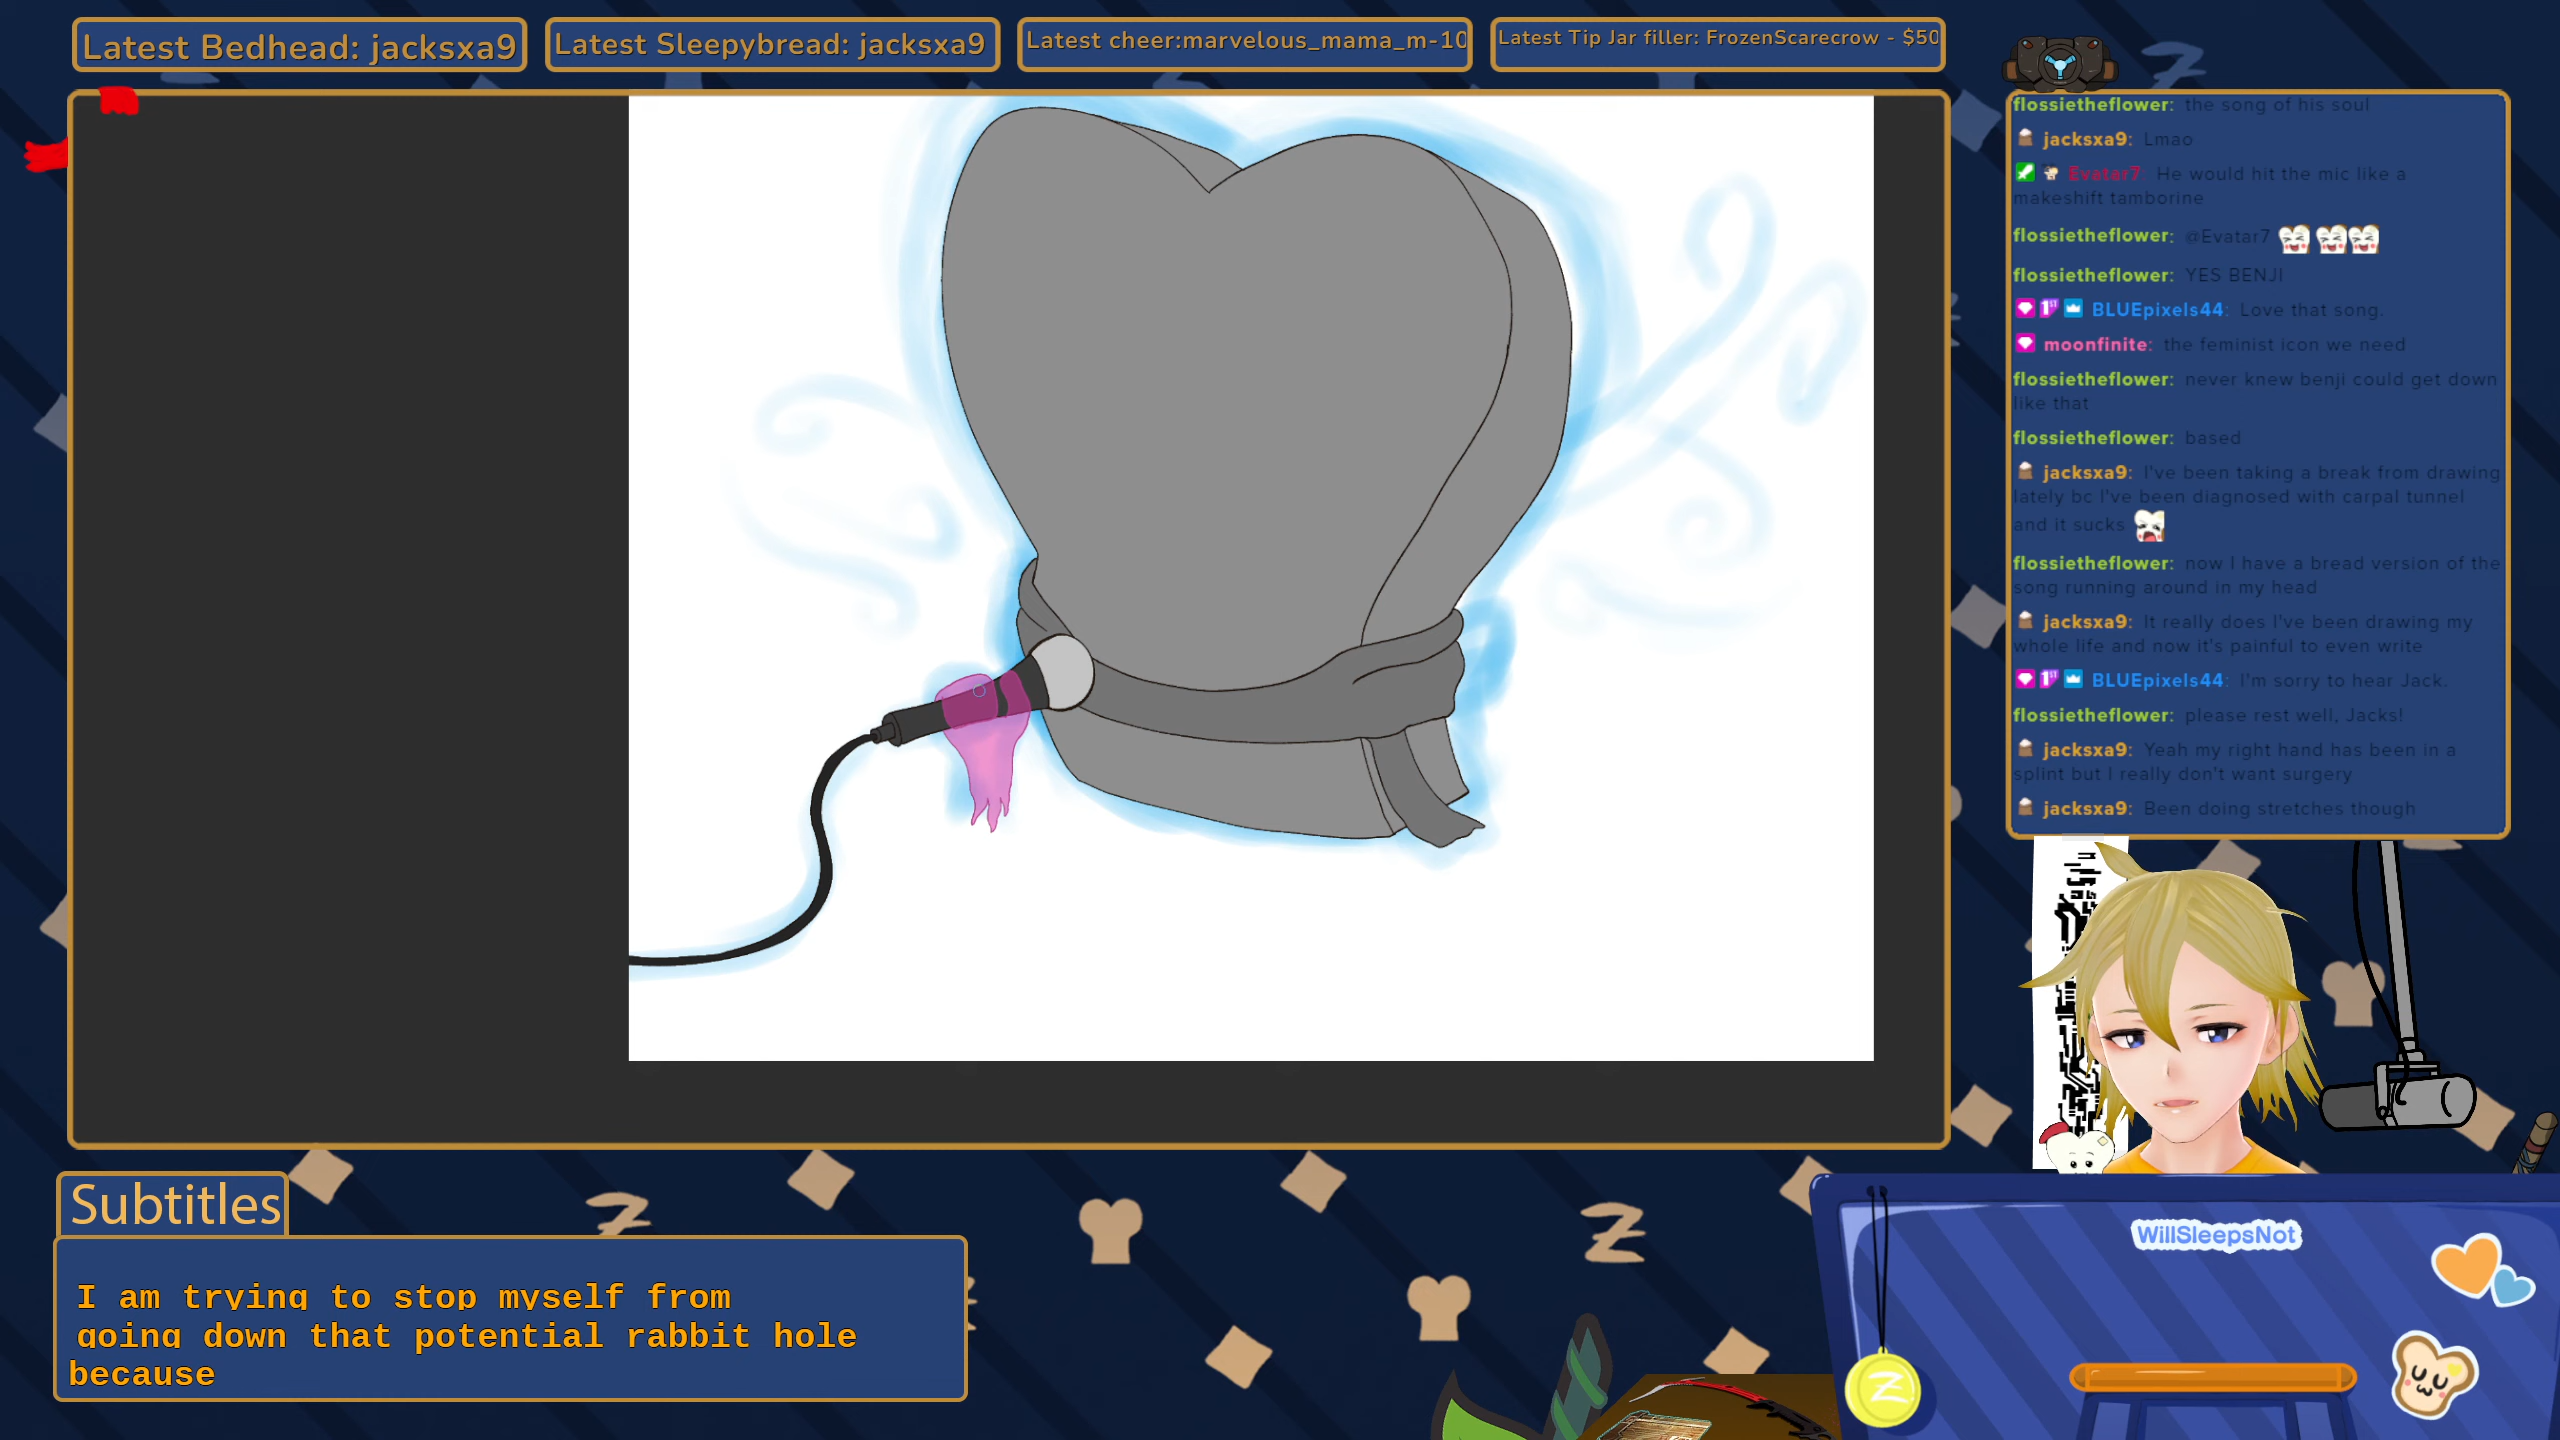 Latest Bedhead: jacksxa9
Latest Sleepybread: jacksxa9
Latest cheer:marvelous_mama_m-10
Latest Tip Jar filler: FrozenScarecrow - $50
flossietheflower: the song of his soul
jacksxa9: Lmao
Evatar7: He would hit the mic like a
makeshift tamborine
flossietheflower: @Evatar7
flossietheflower: YES BENJI
BLUEpixels44: Love that song.
moonfinite: the feminist icon we need
flossietheflower: never knew benji could get down
like that
flossietheflower: based
jacksxa9: I've been taking a break from drawing
lately bc I've been diagnosed with carpal tunnel
and it sucks
flossietheflower: now I have a bread version of the
song running around in my head
jacksxa9: It really does I've been drawing my
whole life and now it's painful to even write
BLUEpixels44: I'm sorry to hear Jack.
flossietheflower: please rest well, Jacks!
jacksxa9: Yeah my right hand has been in a
splint but I really don't want surgery
jacksxa9: Been doing stretches though
Subtitles
I am trying to stop myself from
going down that potential rabbit hole
because
WillSleepsNot
Z